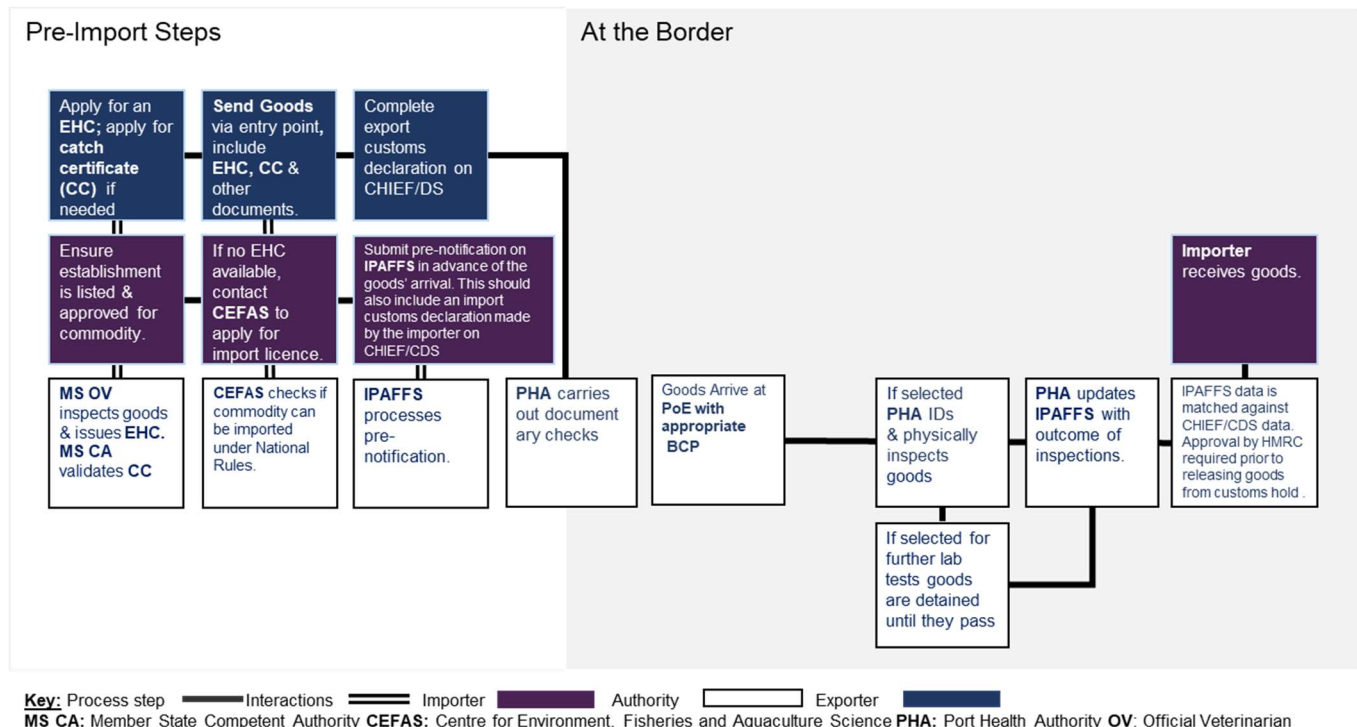 Pre-Import Steps
At the Border
Apply for an
EHC; apply for
catch
certificate
(CC) if
needed
Send Goods
via entry point,
include
EHC, CC &
other
documents.
Complete
export
customs
declaration on
CHIEF/DS
Ensure
establishment
is listed &
approved for
commodity.
If no EHC
available,
contact
CEFAS to
apply for
import licence.
Submit pre-notification on
IPAFFS in advance of the
goods' arrival. This should
also include an import
customs declaration made
by the importer on
CHIEF/CDS
Importer
receives goods.
MS OV
inspects goods
& issues EHC.
MS CA
validates CC
CEFAS checks if
commodity can
be imported
under National
Rules.
IPAFFS
processes
pre-
notification.
PHA carries
out document
ary checks
Goods Arrive at
PoE with
appropriate
BCP
If selected
PHA IDs
& physically
inspects
goods
PHA updates
IPAFFS with
outcome of
inspections.
IPAFFS data is
matched against
CHIEF/CDS data.
Approval by HMRC
required prior to
releasing goods
from customs hold .
If selected for
further lab
tests goods
are detained
until they pass
Key: Process step Interactions Importer Authority Exporter
MS CA: Member State Competent Authority CEFAS: Centre for Environment, Fisheries and Aquaculture Science PHA: Port Health Authority OV: Official Veterinarian